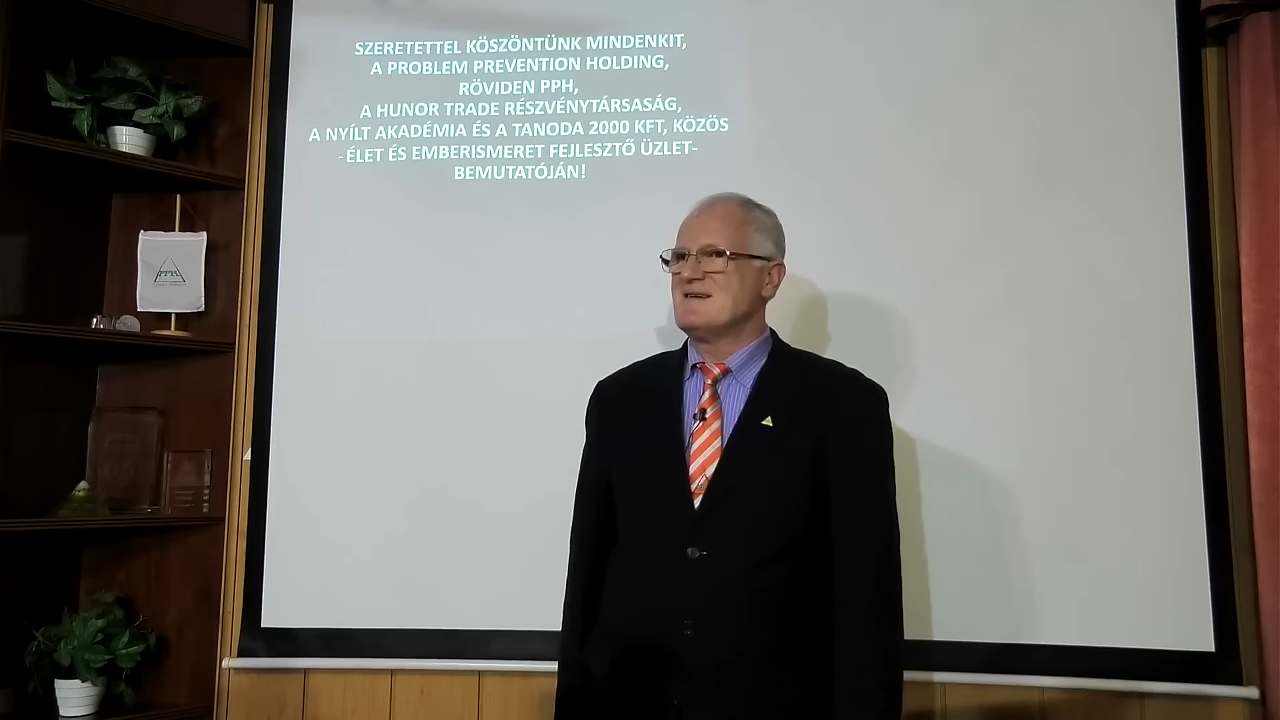 SZERETETTEL KÖSZÖNTÜNK MINDENKIT,
A PROBLEM PREVENTION HOLDING,
RÖVIDEN PPH,
A HUNOR TRADE RÉSZVÉNYTÁRSASÁG,
A NYÍLT AKADÉMIA ÉS A TANODA 2000 KFT, KÖZÖS
- ÉLET ÉS EMBERISMERET FEJLESZTŐ ÜZLET-
BEMUTATÓJÁN!
PPH